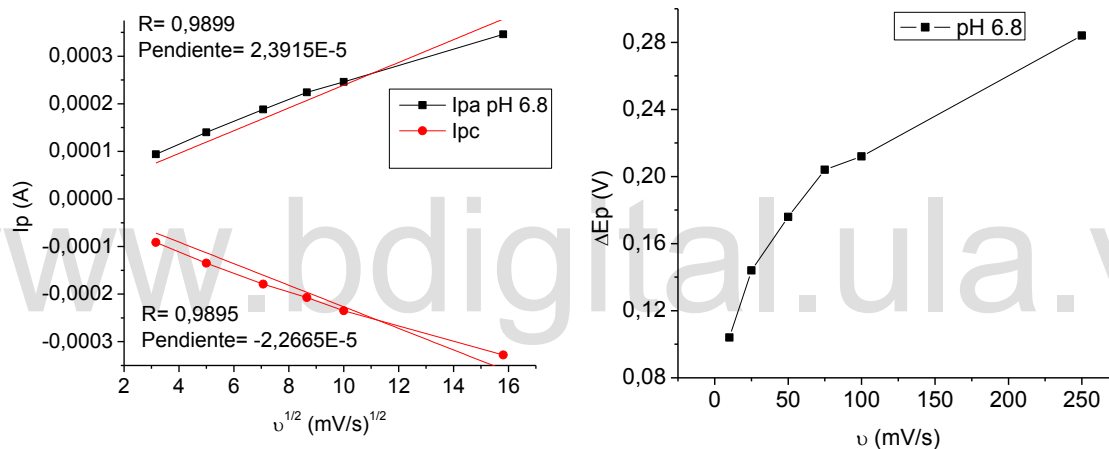 R= 0,9899
Pendiente= 2,3915E-5
0,0003
0,0002
0,0001
0,0000
-0,0001
-0,0002
-0,0003
Ip (A)
Ipa pH 6.8
Ipc
R= 0,9895
Pendiente= -2,2665E-5
2 4 6 8 10 12 14 16
υ1/2 (mV/s)1/2
pH 6.8
0,28
0,24
0,20
0,16
0,12
0,08
ΔEp (V)
0 50 100 150 200 250
υ (mV/s)
www.bdigital.ula.v